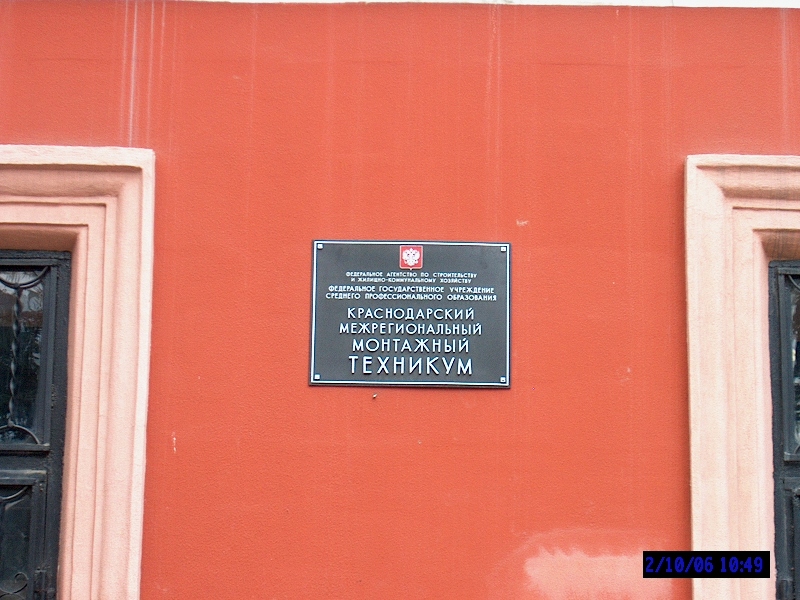 ФЕДЕРАЛЬНОЕ АГЕНТСТВО ПО СТРОИТЕЛЬСТВУ
И ЖИЛИЩНО-КОММУНАЛЬНОМУ ХОЗЯЙСТВУ
ФЕДЕРАЛЬНОЕ ГОСУДАРСТВЕННОЕ УЧРЕЖДЕНИЕ
СРЕДНЕГО ПРОФЕССИОНАЛЬНОГО ОБРАЗОВАНИЯ
КРАСНОДАРСКИЙ
МЕЖРЕГИОНАЛЬНЫЙ
МОНТАЖНЫЙ
ТЕХНИКУМ
2/10/06 10:49